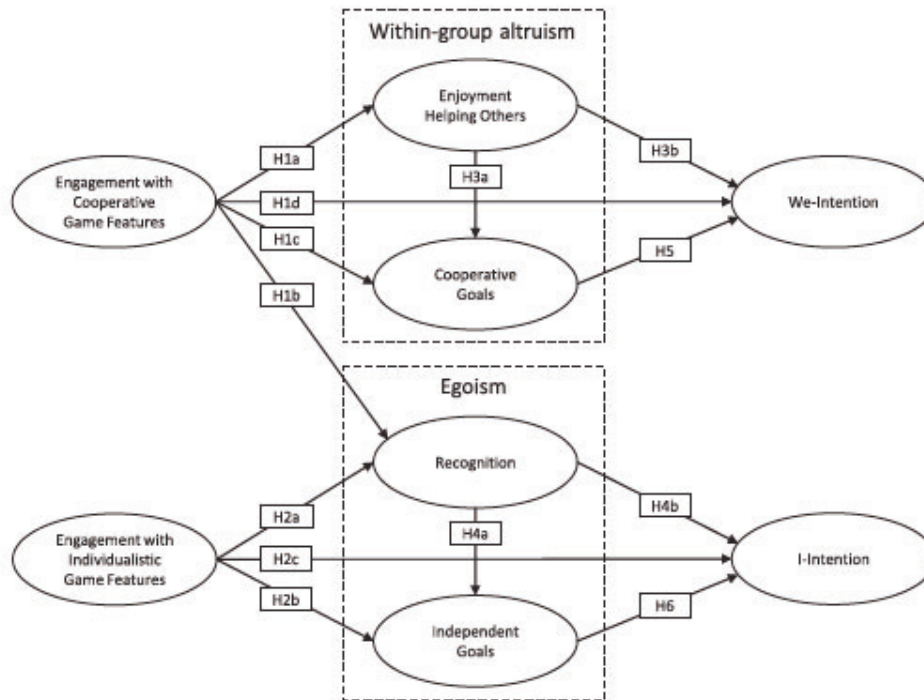 Within-group altruism
Enjoyment
Helping Others
H1a
H3b
H3a
Engagement with
Cooperative
Game Features
H1d
We-Intention
H1c
H5
Cooperative
Goals
H1b
Egoism
Recognition
H2a
H4b
H4a
Engagement with
Individualistic
Game Features
H2c
I-Intention
H2b
H6
Independent
Goals